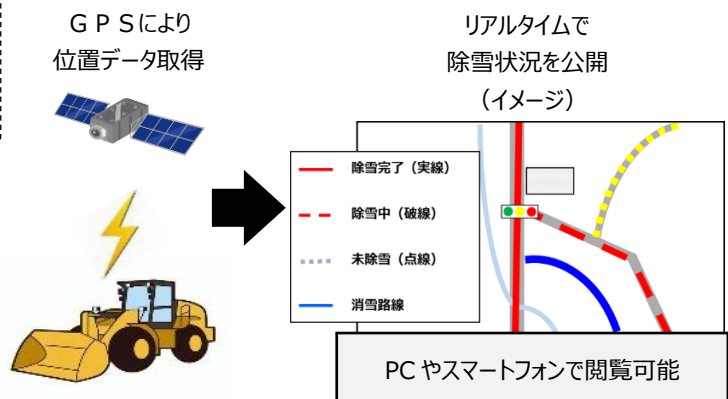 ＧＰＳにより
位置データ取得
リアルタイムで
除雪状況を公開
（イメージ）
除雪完了（実線）
除雪中（破線）
未除雪（点線）
消雪路線
PCやスマートフォンで閲覧可能